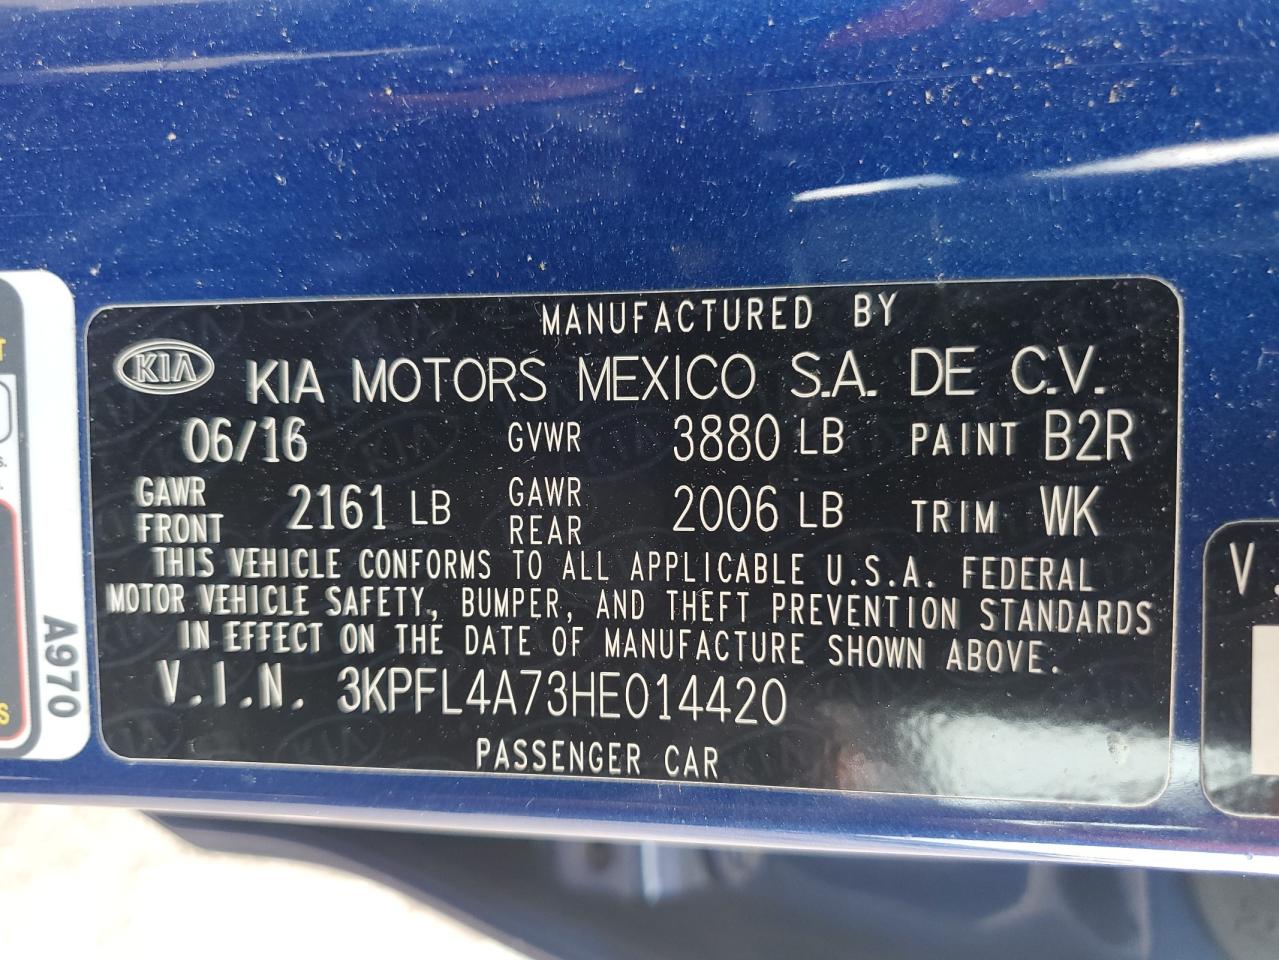 MANUFACTURED BY
KIA KIA MOTORS MEXICO S.A. DE C.V.
06/16 GVWR 3880 LB PAINT B2R
GAWR FRONT 2161 LB GAWR REAR 2006 LB TRIM WK
THIS VEHICLE CONFORMS TO ALL APPLICABLE U.S.A. FEDERAL
MOTOR VEHICLE SAFETY, BUMPER, AND THEFT PREVENTION STANDARDS
IN EFFECT ON THE DATE OF MANUFACTURE SHOWN ABOVE.
V.I.N. 3KPFL4A73HE014420
PASSENGER CAR
A970
V.